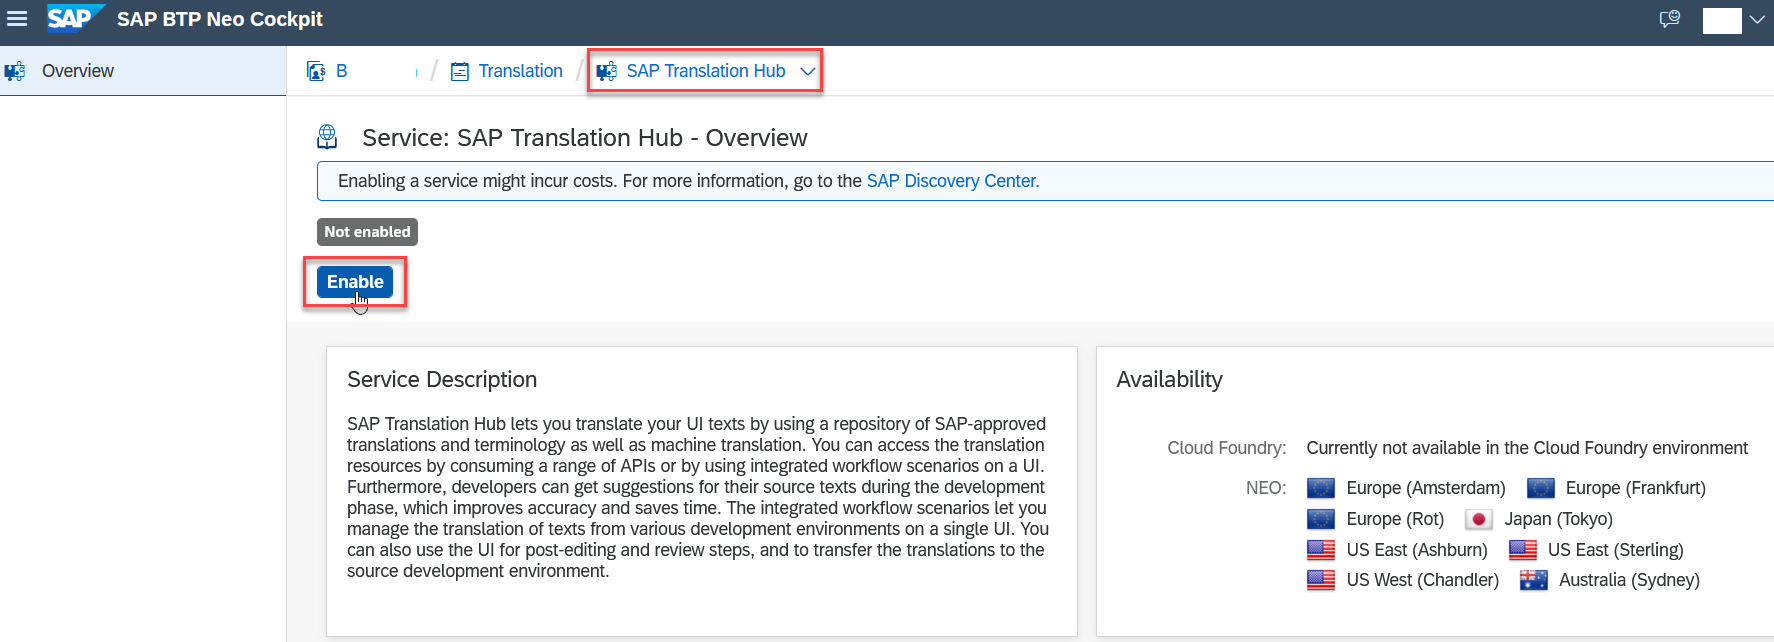 SAP SAP BTP Neo Cockpit
Overview
B / Translation / SAP Translation Hub
Service: SAP Translation Hub - Overview
Enabling a service might incur costs. For more information, go to the SAP Discovery Center.
Not enabled
Enable
Service Description
SAP Translation Hub lets you translate your UI texts by using a repository of SAP-approved
translations and terminology as well as machine translation. You can access the translation
resources by consuming a range of APIs or by using integrated workflow scenarios on a UI.
Furthermore, developers can get suggestions for their source texts during the development
phase, which improves accuracy and saves time. The integrated workflow scenarios let you
manage the translation of texts from various development environments on a single UI. You
can also use the UI for post-editing and review steps, and to transfer the translations to the
source development environment.
Availability
Cloud Foundry: Currently not available in the Cloud Foundry environment
NEO: Europe (Amsterdam) Europe (Frankfurt)
Europe (Rot) Japan (Tokyo)
US East (Ashburn) US East (Sterling)
US West (Chandler) Australia (Sydney)